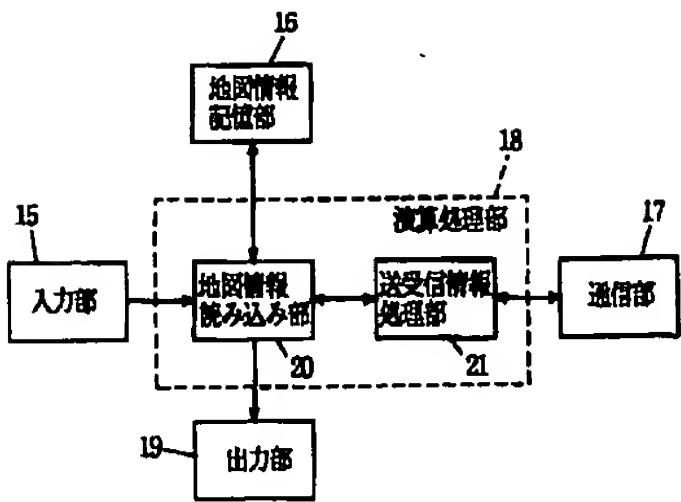 16
地図情報
記憶部
18
演算処理部
15
入力部
地図情報
読み込み部
20
送受信情報
処理部
21
17
通信部
19
出力部